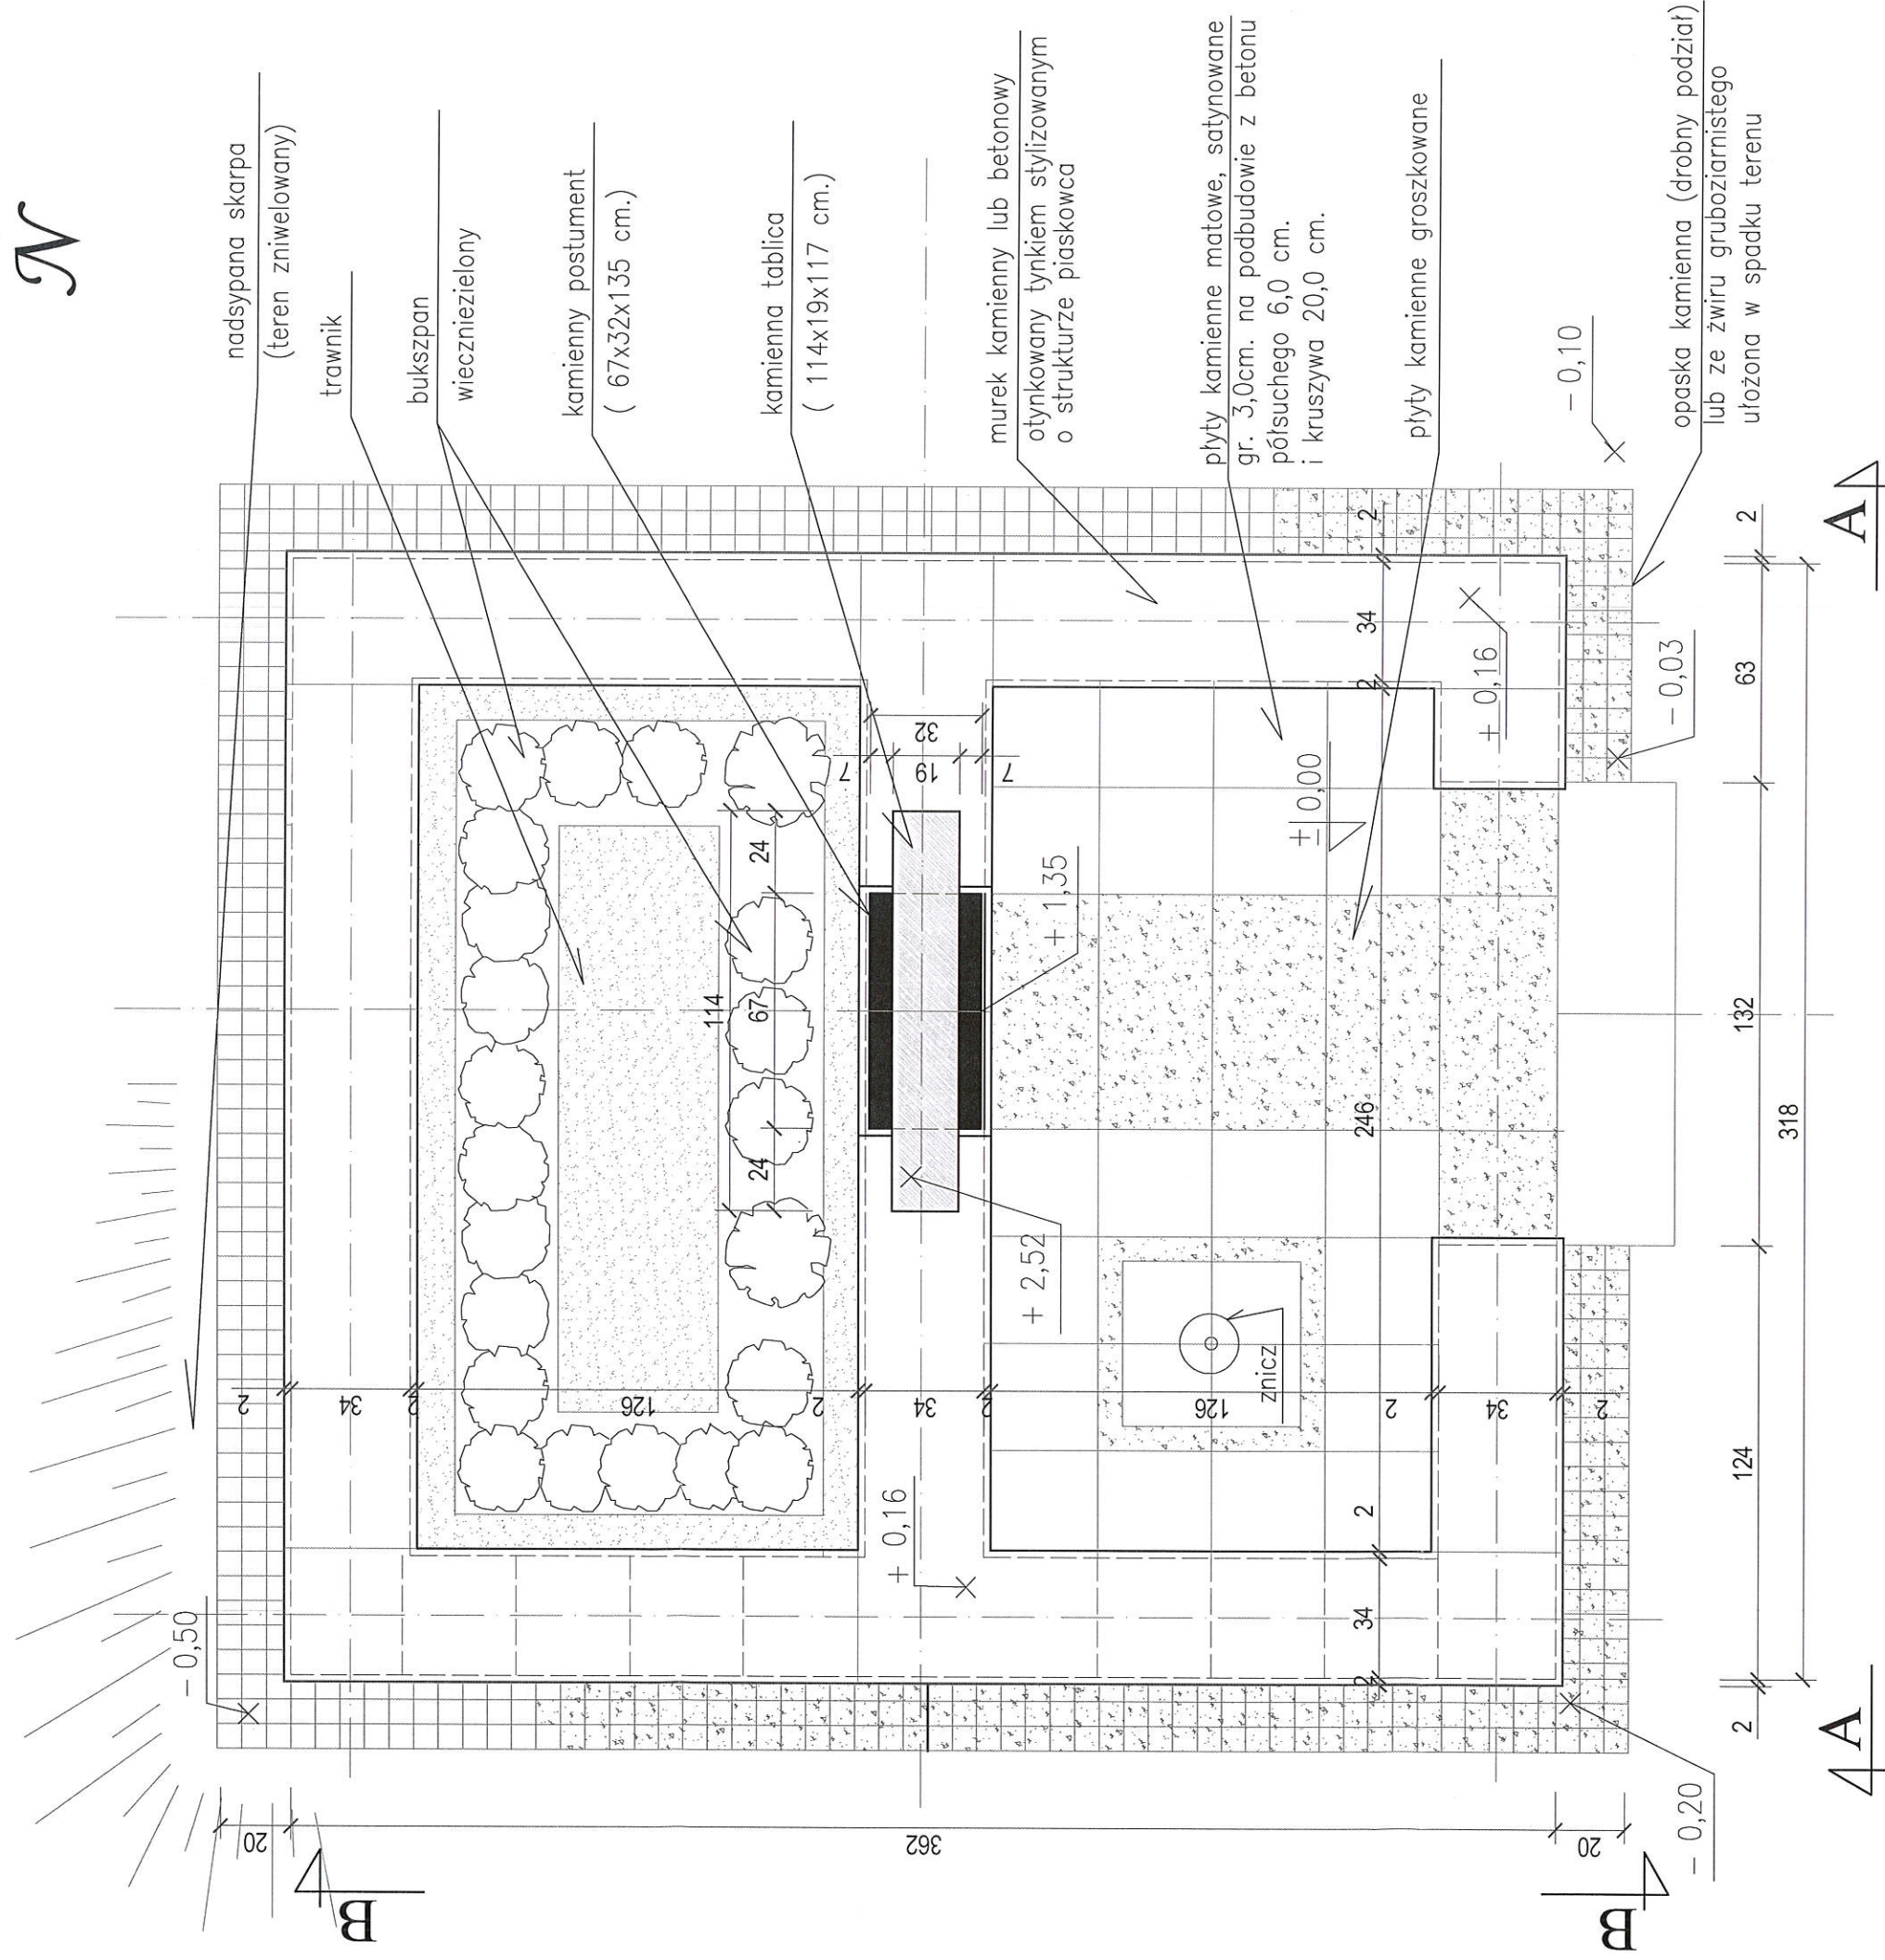 N
nadsypana skarpa
(teren zniwelowany)
trawnik
bukszpan
wieczniezielony
kamienny postument
( 67x32x135 cm.)
kamienna tablica
( 114x19x117 cm.)
murek kamienny lub betonowy
otynkowany tynkiem stylizowanym
o strukturze piaskowca
płyty kamienne matowe, satynowane
gr. 3,0cm. na podbudowie z betonu
półsuchego 6,0 cm.
i kruszywa 20,0 cm.
płyty kamienne groszkowane
- 0,10
opaska kamienna (drobny podział)
lub ze żwiru gruboziarnistego
ułożona w spadku terenu
2
34
2
246
2
34
2
114
24
67
24
7
19
7
32
2
34
2
126
2
34
2
126
2
34
2
+ 1,35
+ 2,52
± 0,00
± 0,16
- 0,03
+ 0,16
znicz
- 0,50
- 0,20
2
63
132
124
2
318
20
362
20
A
A
B
B